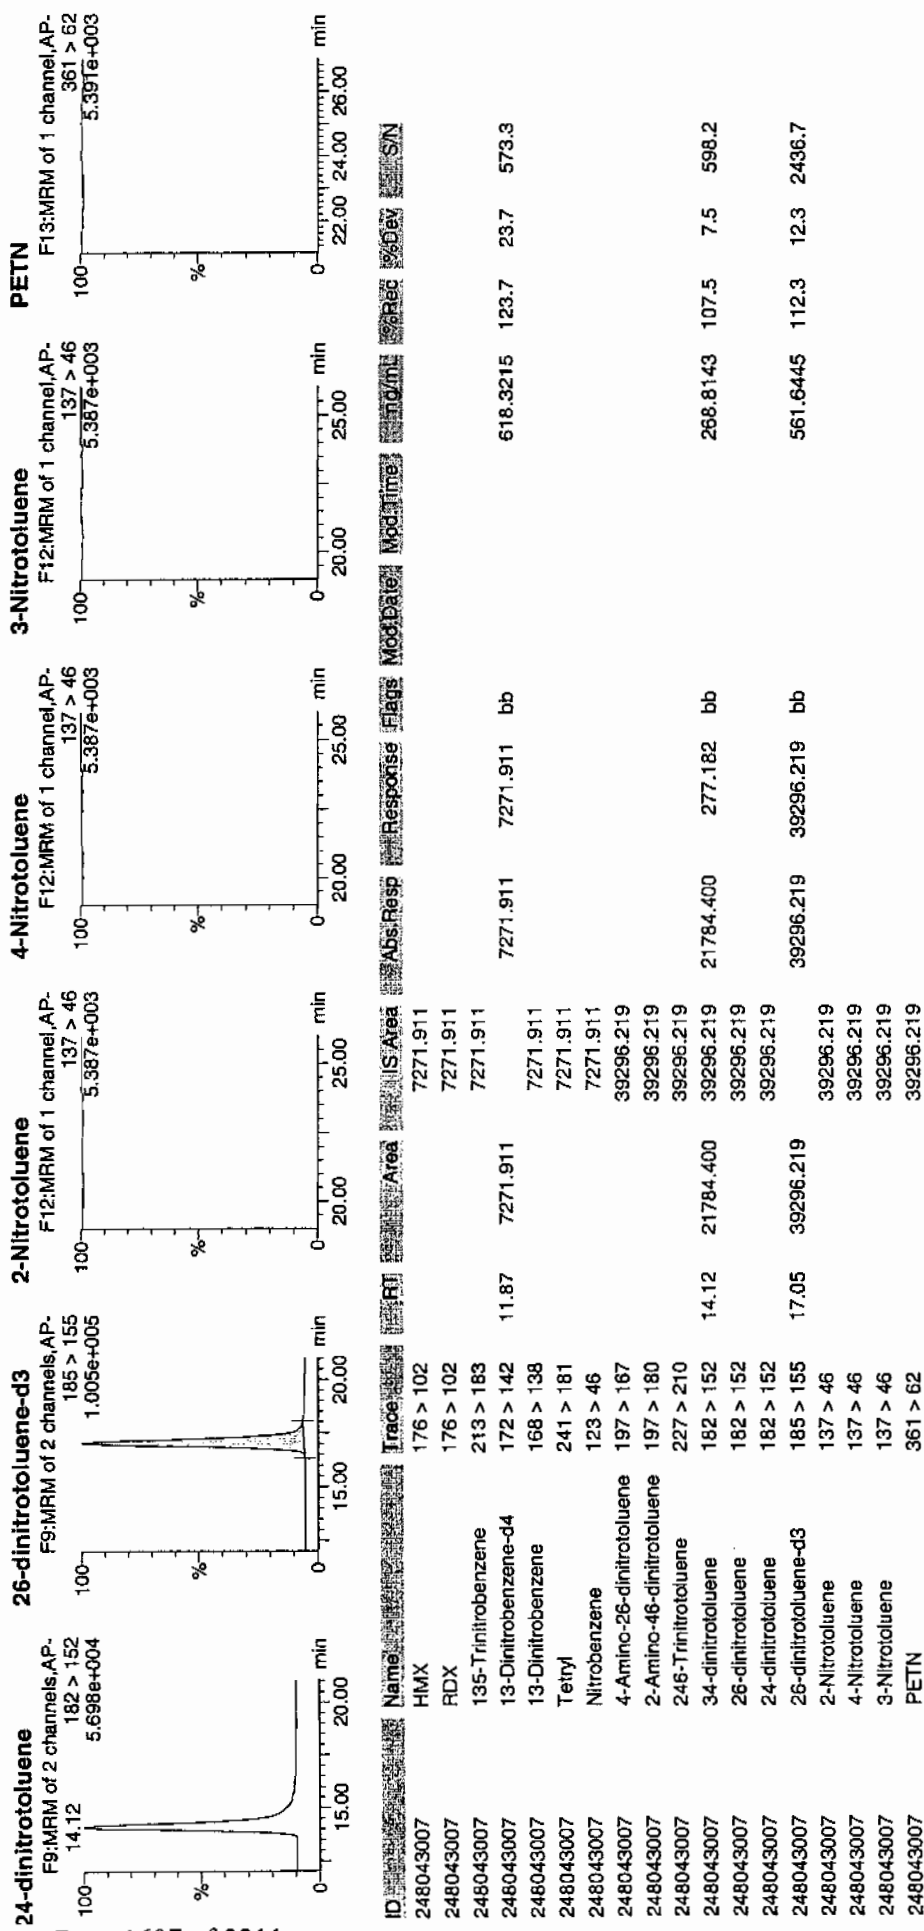 24-dinitrotoluene
F9:MRM of 2 channels,AP-
14.12 182 > 152
5.698e+004
100
%
0
15.00 20.00 min
26-dinitrotoluene-d3
F9:MRM of 2 channels,AP-
185 > 155
1.005e+005
100
%
0
15.00 20.00 min
2-Nitrotoluene
F12:MRM of 1 channel,AP-
137 > 46
5.387e+003
100
%
0
20.00 25.00 min
4-Nitrotoluene
F12:MRM of 1 channel,AP-
137 > 46
5.387e+003
100
%
0
20.00 25.00 min
3-Nitrotoluene
F12:MRM of 1 channel,AP-
137 > 46
5.387e+003
100
%
0
20.00 25.00 min
PETN
F13:MRM of 1 channel,AP-
361 > 62
5.391e+003
100
%
0
22.00 24.00 26.00 min
ID Name Trace RT Area IS Area Abs.Resp Response Flags Mod.Date Mod.Time ng/mL %Rec %Dev S/N
248043007 HMX 176 > 102 7271.911
248043007 RDX 176 > 102 7271.911
248043007 135-Trinitrobenzene 213 > 183 7271.911
248043007 13-Dinitrobenzene-d4 172 > 142 11.87 7271.911 7271.911 7271.911 bb 618.3215 123.7 23.7 573.3
248043007 13-Dinitrobenzene 168 > 138 7271.911
248043007 Tetryl 241 > 181 7271.911
248043007 Nitrobenzene 123 > 46 7271.911
248043007 4-Amino-26-dinitrotoluene 197 > 167 39296.219
248043007 2-Amino-46-dinitrotoluene 197 > 180 39296.219
248043007 246-Trinitrotoluene 227 > 210 39296.219
248043007 34-dinitrotoluene 182 > 152 14.12 21784.400 39296.219 21784.400 277.182 bb 268.8143 107.5 7.5 598.2
248043007 26-dinitrotoluene 182 > 152 39296.219
248043007 24-dinitrotoluene 182 > 152 39296.219
248043007 26-dinitrotoluene-d3 185 > 155 17.05 39296.219 39296.219 39296.219 bb 561.6445 112.3 12.3 2436.7
248043007 2-Nitrotoluene 137 > 46 39296.219
248043007 4-Nitrotoluene 137 > 46 39296.219
248043007 3-Nitrotoluene 137 > 46 39296.219
248043007 PETN 361 > 62 39296.219